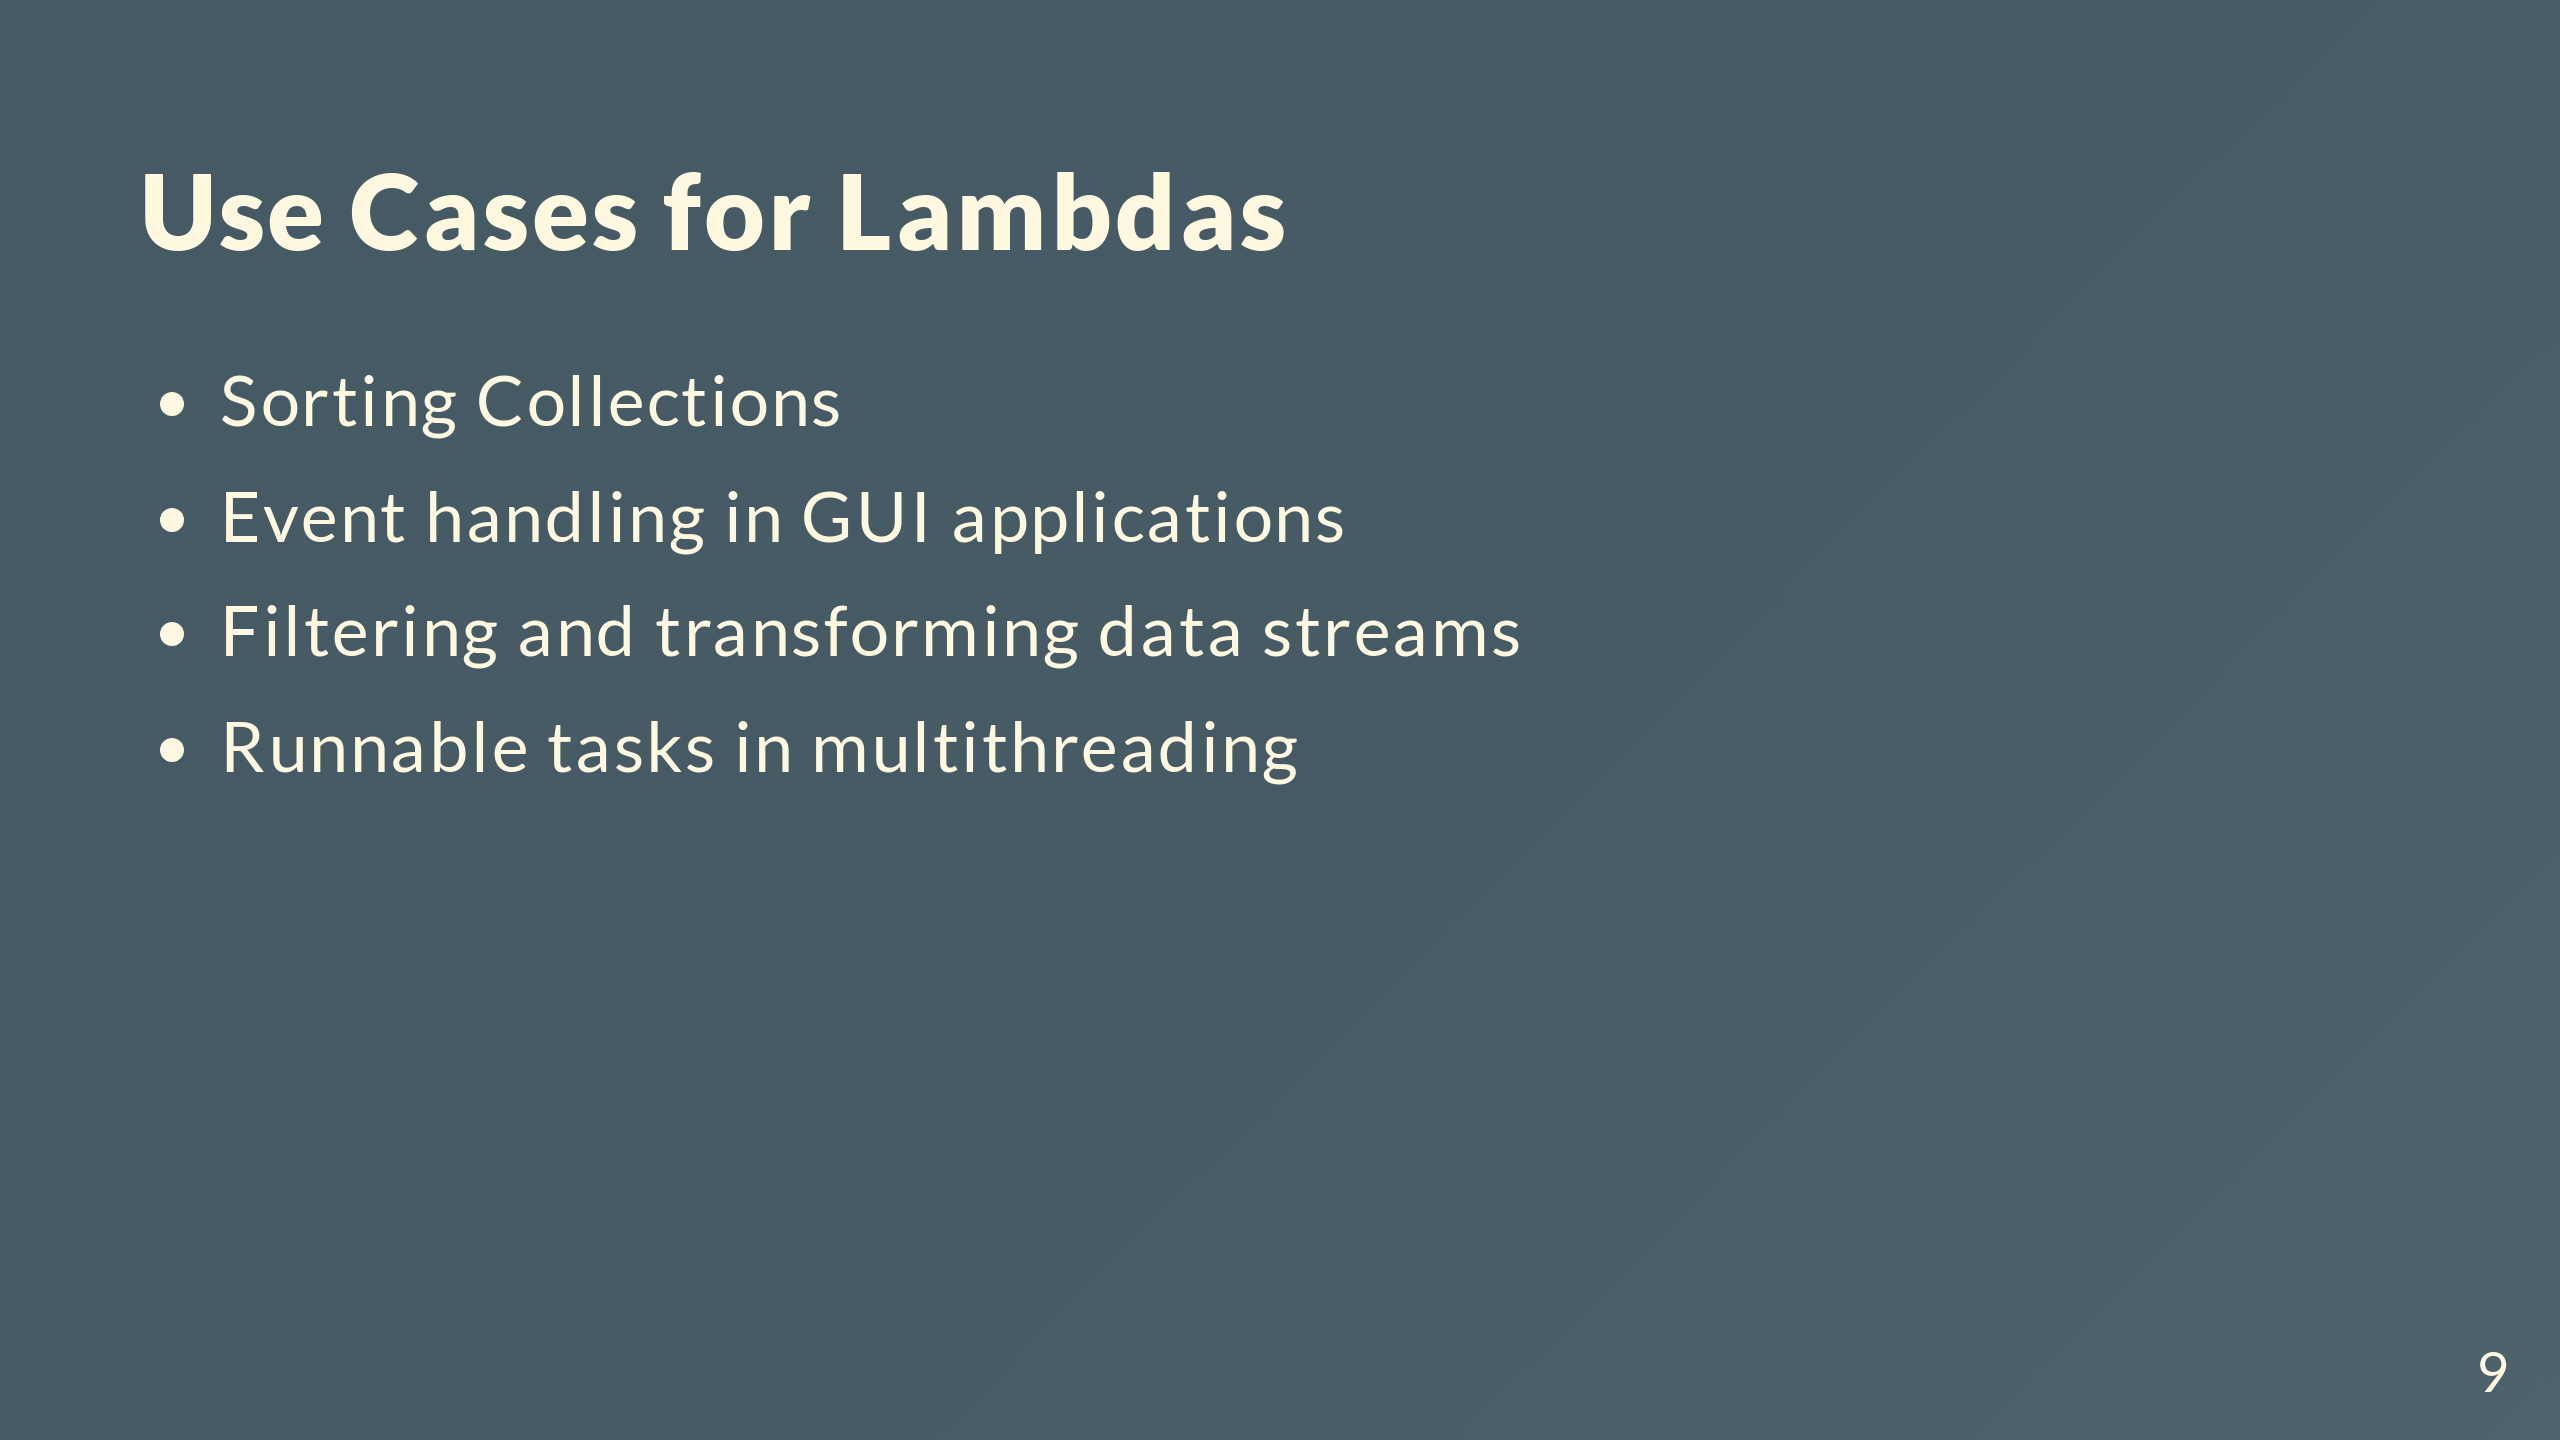 Use Cases for Lambdas
• Sorting Collections
• Event handling in GUI applications
• Filtering and transforming data streams
• Runnable tasks in multithreading
9